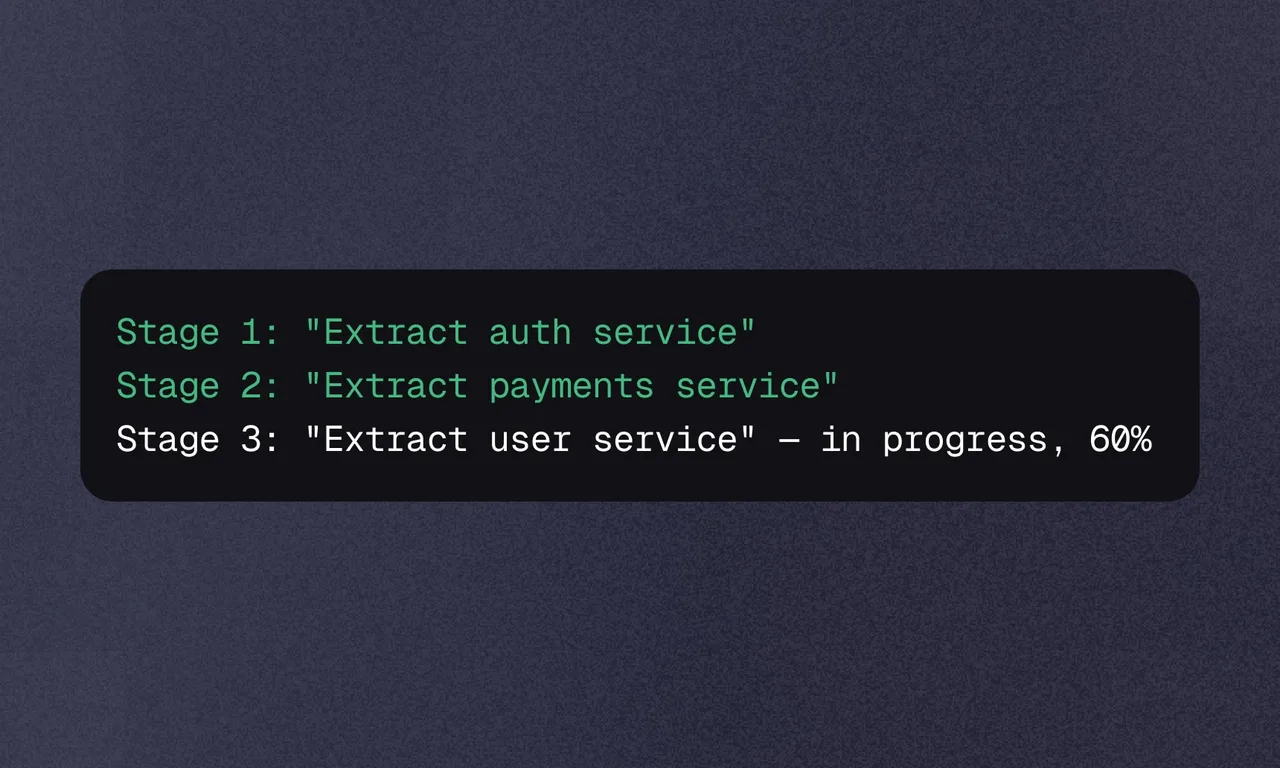 Stage 1: "Extract auth service"
Stage 2: "Extract payments service"
Stage 3: "Extract user service" — in progress, 60%